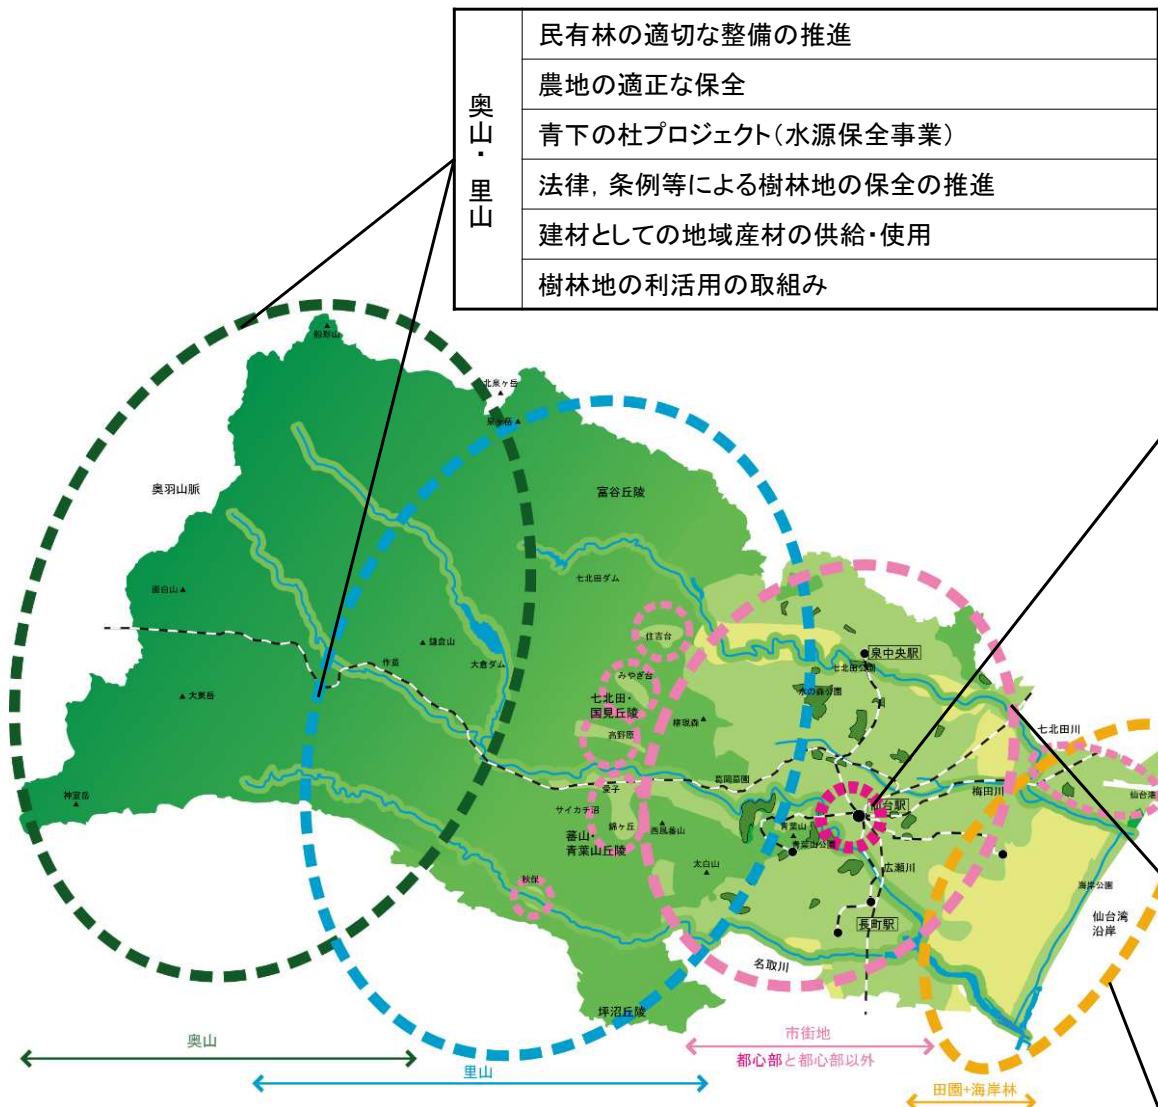 奥山・里山
民有林の適切な整備の推進
農地の適正な保全
青下の杜プロジェクト(水源保全事業)
法律，条例等による樹林地の保全の推進
建材としての地域産材の供給・使用
樹林地の利活用の取組み
船形山
北泉ヶ岳
泉ヶ岳
奥羽山脈
富谷丘陵
七北田ダム
面白山
鎌倉山
住吉台
泉中央駅
作並
大倉ダム
七北田公園
みやぎ台
水の森公園
大東岳
七北田・
国見丘陵
権現森
高野原
七北田川
葛岡墓園
愛子
梅田川
神室岳
サイカチ沼
仙台駅
仙台港
錦ヶ丘
西風蕃山
青葉山
蕃山・
青葉山丘陵
青葉山公園
太白山
広瀬川
秋保
海岸公園
長町駅
仙台湾
沿岸
名取川
坪沼丘陵
奥山
市街地
都心部と都心部以外
里山
田園+海岸林